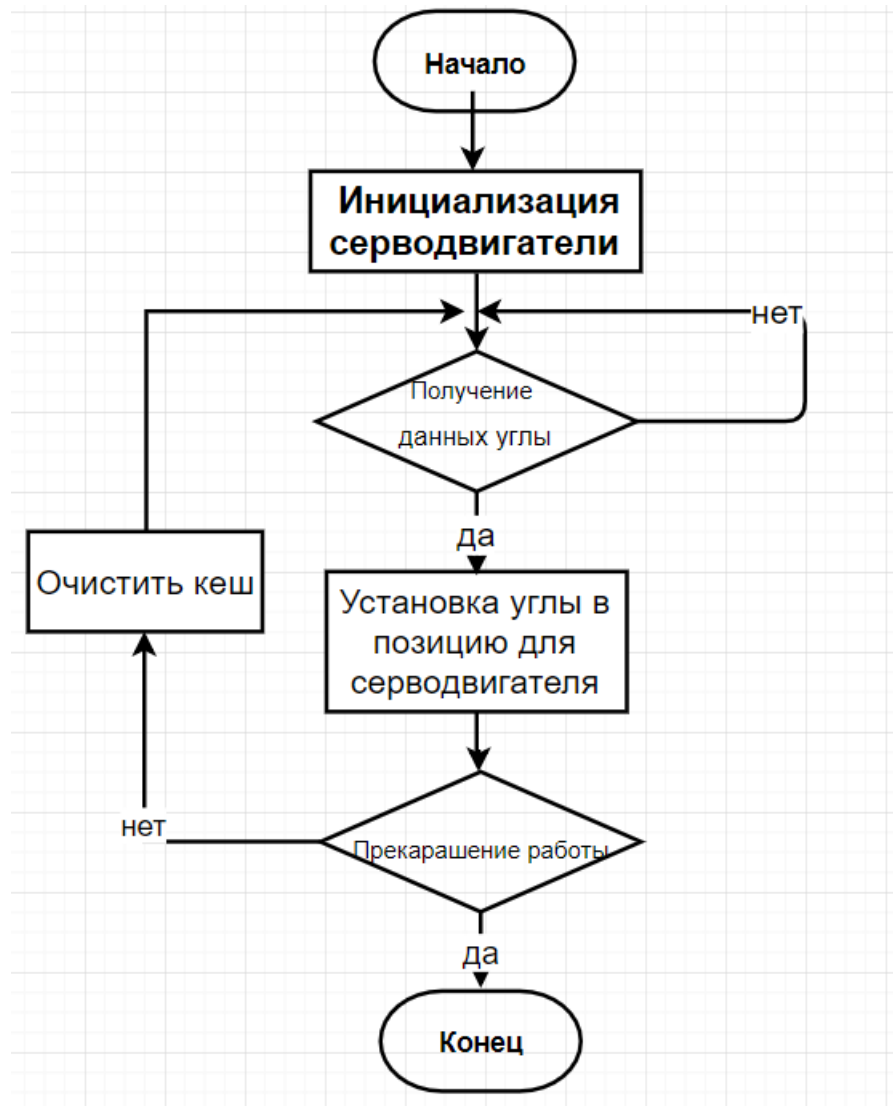 Начало
Инициализация
серводвигатели
нет
Получение
данных углы
да
Очистить кеш
Установка углы в
позицию для
серводвигателя
нет
Прекарашение работы
да
Конец